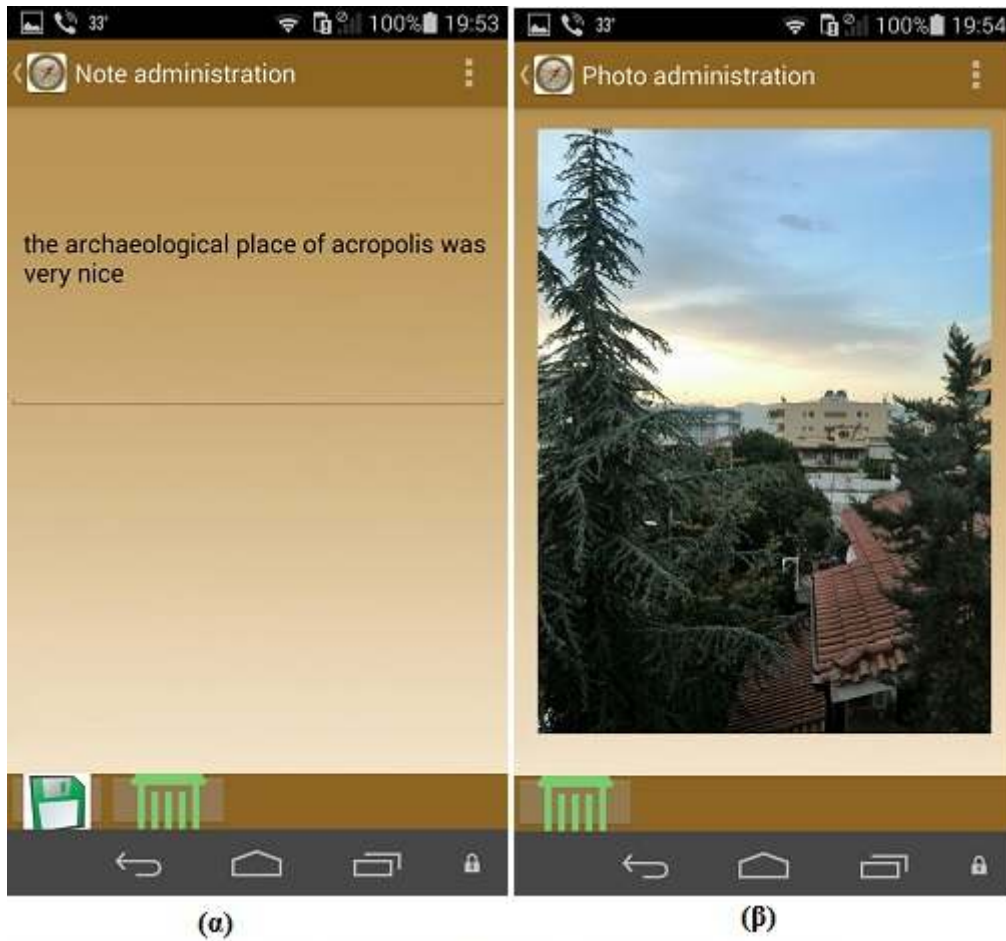 33° 100% 19:53
Note administration
the archaeological place of acropolis was
very nice
(α)
33° 100% 19:54
Photo administration
(β)